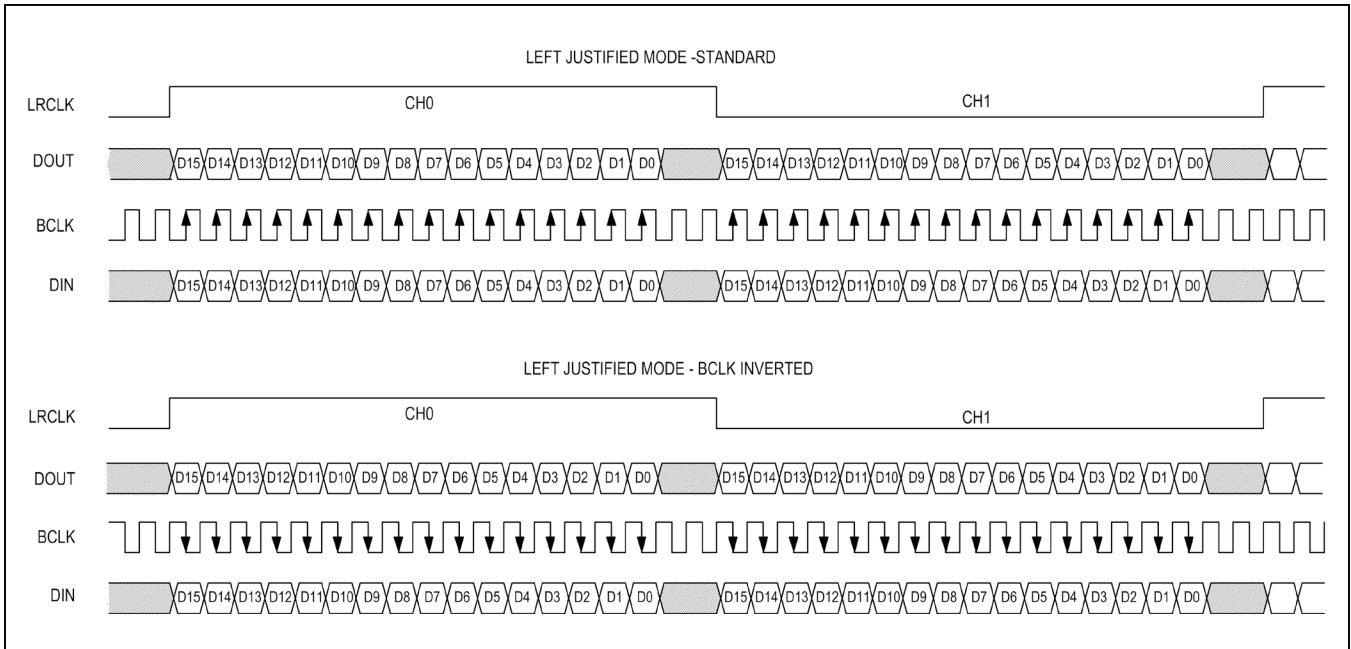 LEFT JUSTIFIED MODE -STANDARD
LRCLK CH0 CH1
DOUT D15 D14 D13 D12 D11 D10 D9 D8 D7 D6 D5 D4 D3 D2 D1 D0 D15 D14 D13 D12 D11 D10 D9 D8 D7 D6 D5 D4 D3 D2 D1 D0
BCLK
DIN D15 D14 D13 D12 D11 D10 D9 D8 D7 D6 D5 D4 D3 D2 D1 D0 D15 D14 D13 D12 D11 D10 D9 D8 D7 D6 D5 D4 D3 D2 D1 D0
LEFT JUSTIFIED MODE - BCLK INVERTED
LRCLK CH0 CH1
DOUT D15 D14 D13 D12 D11 D10 D9 D8 D7 D6 D5 D4 D3 D2 D1 D0 D15 D14 D13 D12 D11 D10 D9 D8 D7 D6 D5 D4 D3 D2 D1 D0
BCLK
DIN D15 D14 D13 D12 D11 D10 D9 D8 D7 D6 D5 D4 D3 D2 D1 D0 D15 D14 D13 D12 D11 D10 D9 D8 D7 D6 D5 D4 D3 D2 D1 D0